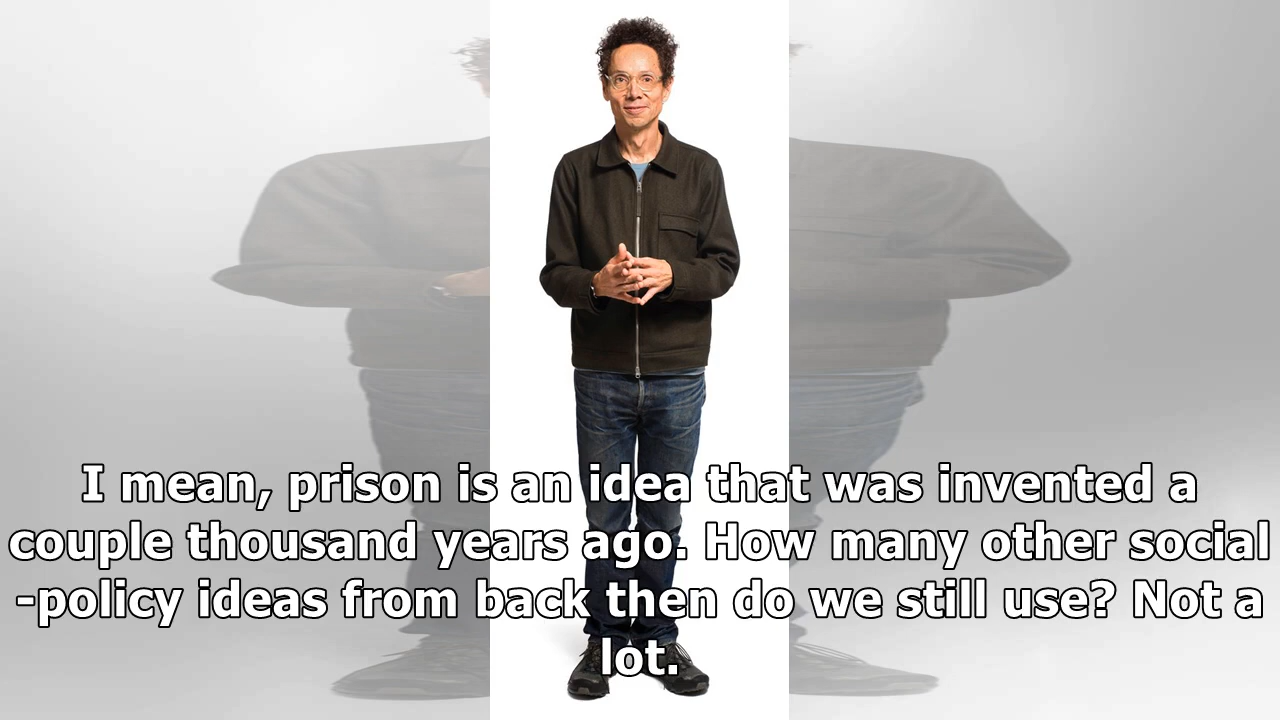 I mean, prison is an idea that was invented a
couple thousand years ago. How many other social
-policy ideas from back then do we still use? Not a
lot.